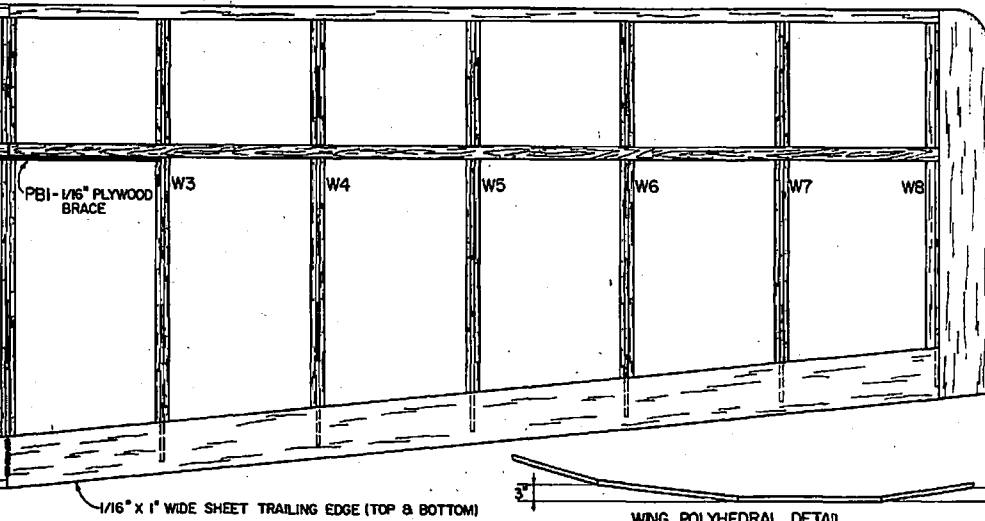 PB1-1/16" PLYWOOD
BRACE
W3
W4
W5
W6
W7
W8
1/16" X 1" WIDE SHEET TRAILING EDGE (TOP & BOTTOM)
3"
WING POLYHEDRAL DETAIL